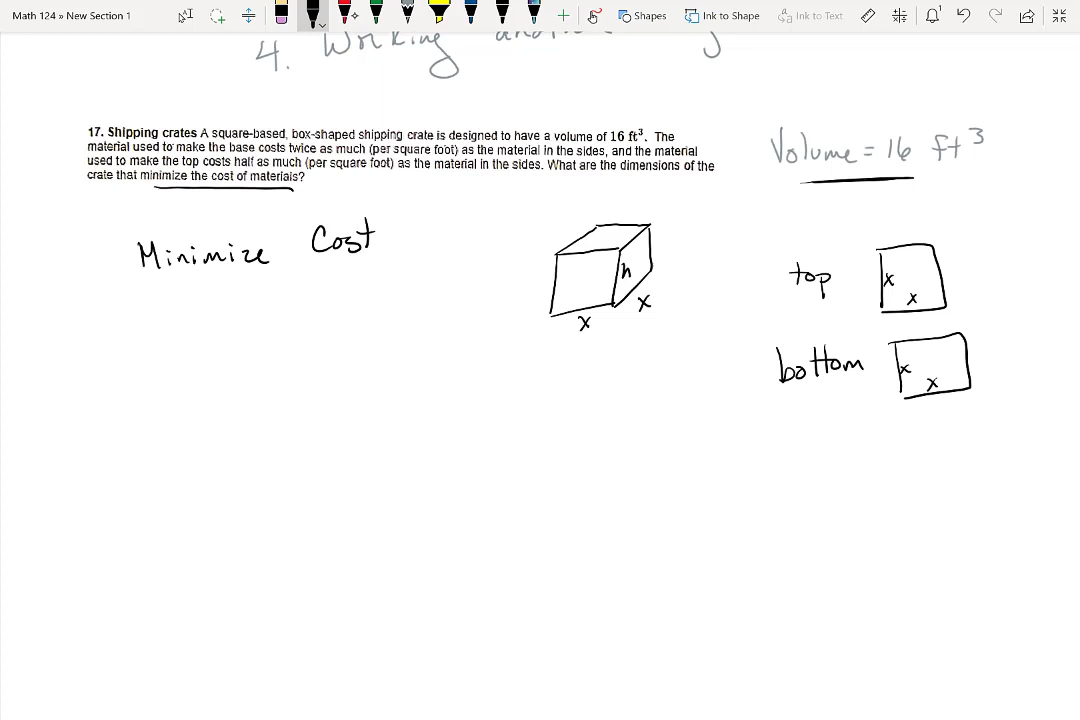 Math 124 » New Section 1
Shapes
Ink to Shape
Ink to Text
4. Working
17. Shipping crates A square-based, box-shaped shipping crate is designed to have a volume of 16 ft³. The
material used to make the base costs twice as much (per square foot) as the material in the sides, and the material
used to make the top costs half as much (per square foot) as the material in the sides. What are the dimensions of the
crate that minimize the cost of materials?
Volume = 16 ft³
Minimize Cost
h
x
x
top
x
x
bottom
x
x